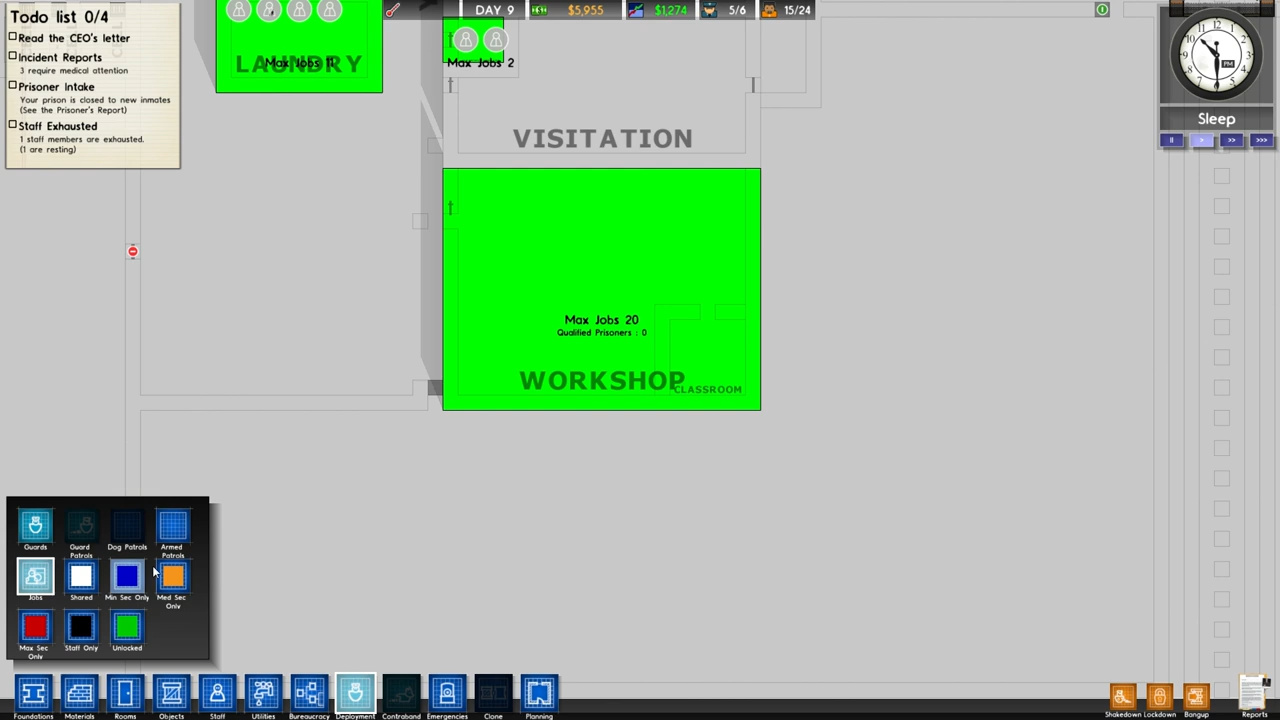 Todo list 0/4
Read the CEO's letter
Incident Reports
3 require medical attention
Prisoner Intake
Your prison is closed to new inmates
(See the Prisoner's Report)
Staff Exhausted
1 staff members are exhausted.
(1 are resting)
DAY 9
$5,955
$1,274
5/6
15/24
PM
Sleep
LAUNDRY
Max Jobs 11
Max Jobs 2
VISITATION
Max Jobs 20
Qualified Prisoners : 0
WORKSHOP
CLASSROOM
Guards
Guard Patrols
Dog Patrols
Armed Patrols
Jobs
Shared
Min Sec Only
Med Sec Only
Max Sec Only
Staff Only
Unlocked
Foundations
Materials
Rooms
Objects
Staff
Utilities
Bureaucracy
Deployment
Contraband
Emergencies
Clone
Planning
Shakedown
Lockdown
Bangup
Reports